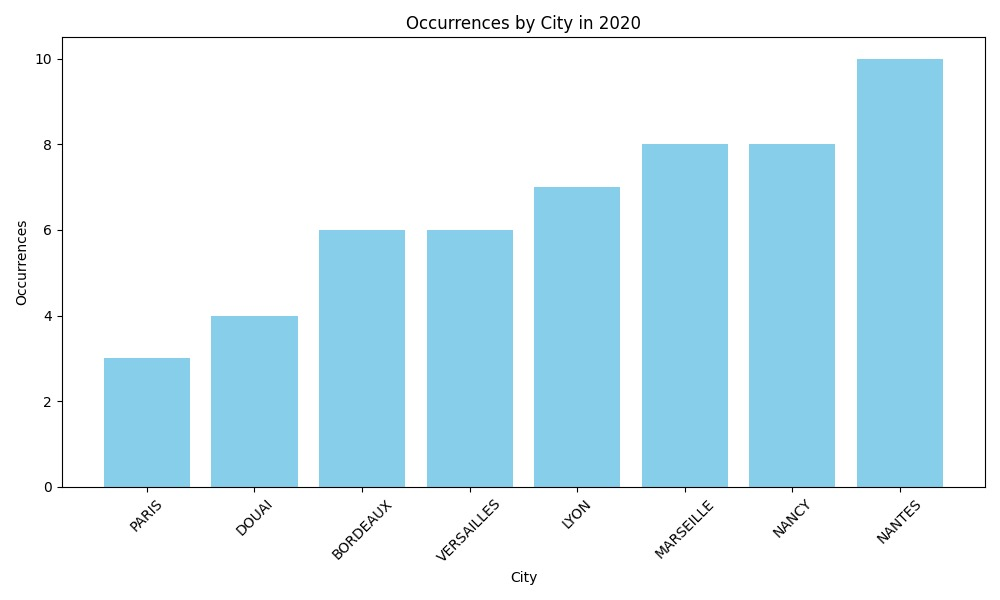 Occurrences by City in 2020
Occurrences
10
8
6
4
2
0
PARIS
DOUAI
BORDEAUX
VERSAILLES
LYON
MARSEILLE
NANCY
NANTES
City